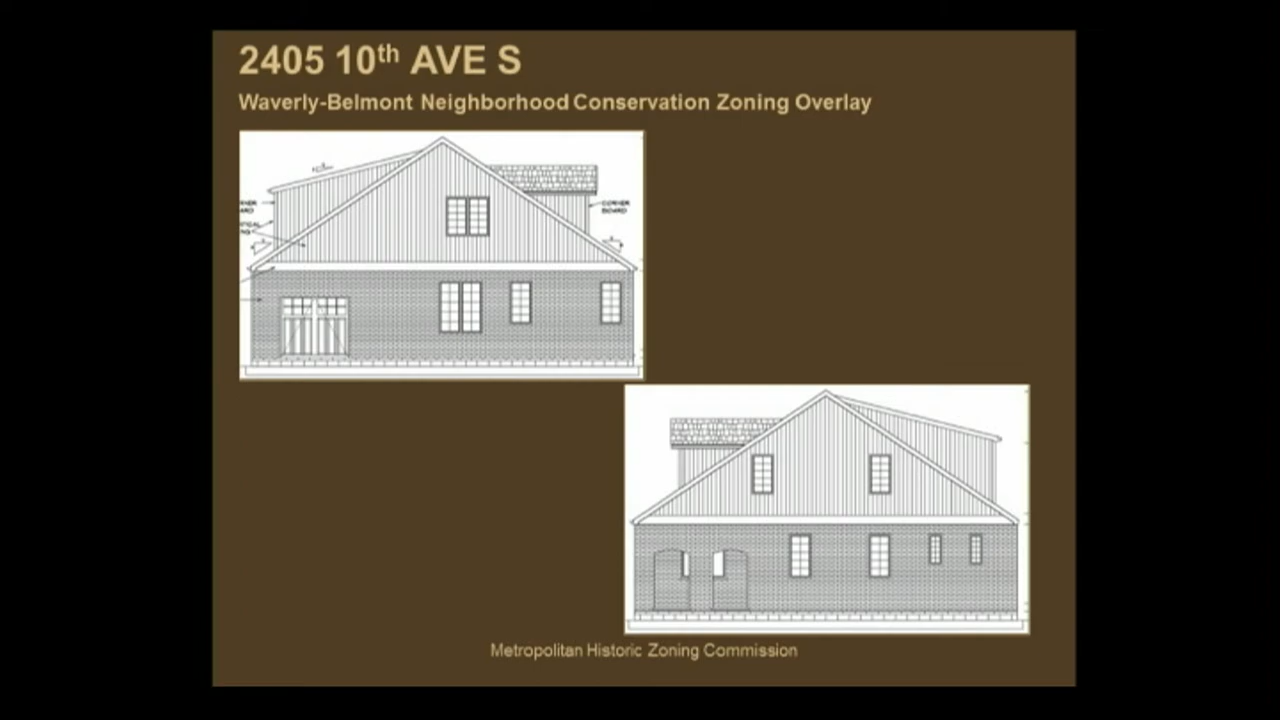 2405 10th AVE S
Waverly-Belmont Neighborhood Conservation Zoning Overlay
CORNER
BOARD
Metropolitan Historic Zoning Commission